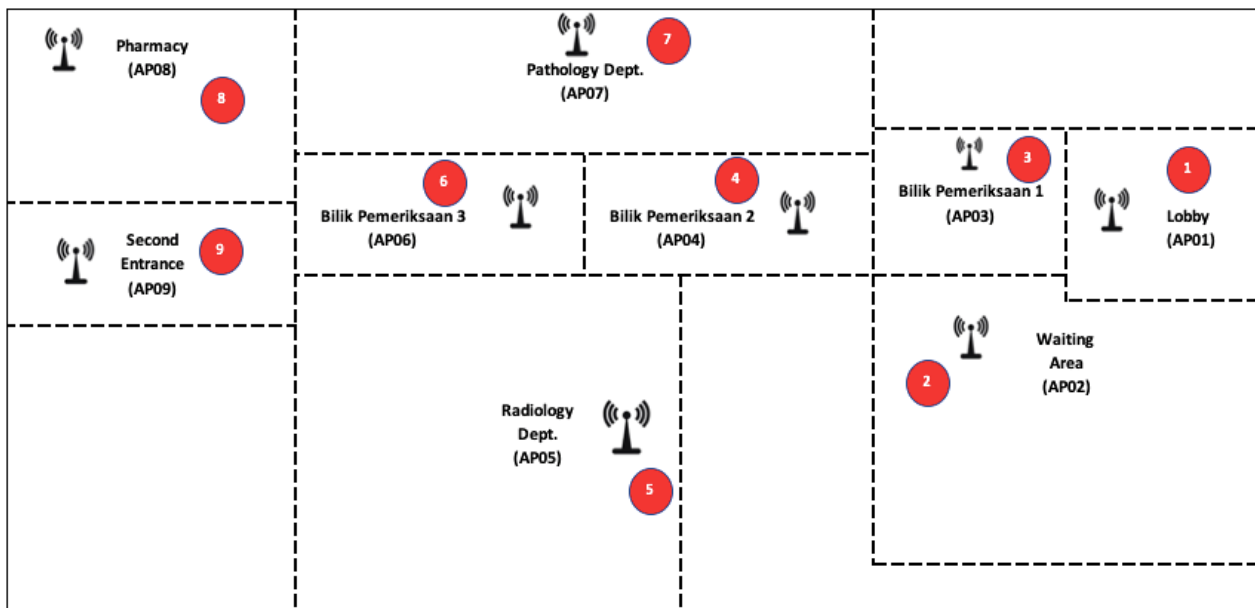 Pharmacy
(AP08)
8
7
Pathology Dept.
(AP07)
6
Bilik Pemeriksaan 3
(AP06)
4
Bilik Pemeriksaan 2
(AP04)
3
Bilik Pemeriksaan 1
(AP03)
1
Lobby
(AP01)
Second
Entrance
(AP09)
9
Waiting
Area
(AP02)
2
Radiology
Dept.
(AP05)
5